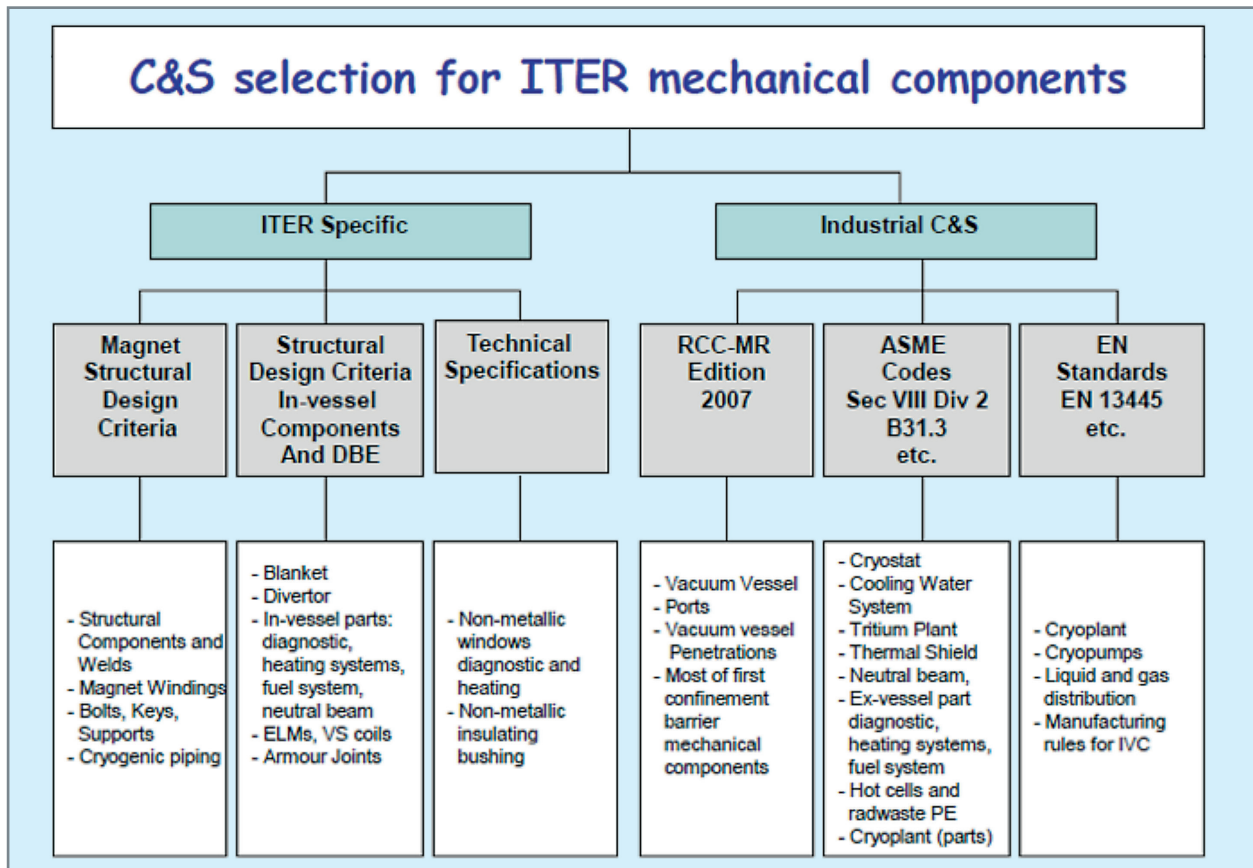 C&S selection for ITER mechanical components
ITER Specific
Industrial C&S
Magnet
Structural
Design
Criteria
Structural
Design Criteria
In-vessel
Components
And DBE
Technical
Specifications
RCC-MR
Edition
2007
ASME
Codes
Sec VIII Div 2
B31.3
etc.
EN
Standards
EN 13445
etc.
- Structural
Components and
Welds
- Magnet Windings
- Bolts, Keys,
Supports
- Cryogenic piping
- Blanket
- Divertor
- In-vessel parts:
diagnostic,
heating systems,
fuel system,
neutral beam
- ELMs, VS coils
- Armour Joints
- Non-metallic
windows
diagnostic and
heating
- Non-metallic
insulating
bushing
- Vacuum Vessel
- Ports
- Vacuum vessel
Penetrations
- Most of first
confinement
barrier
mechanical
components
- Cryostat
- Cooling Water
System
- Tritium Plant
- Thermal Shield
- Neutral beam,
- Ex-vessel part
diagnostic,
heating systems,
fuel system
- Hot cells and
radwaste PE
- Cryoplant (parts)
- Cryoplant
- Cryopumps
- Liquid and gas
distribution
- Manufacturing
rules for IVC